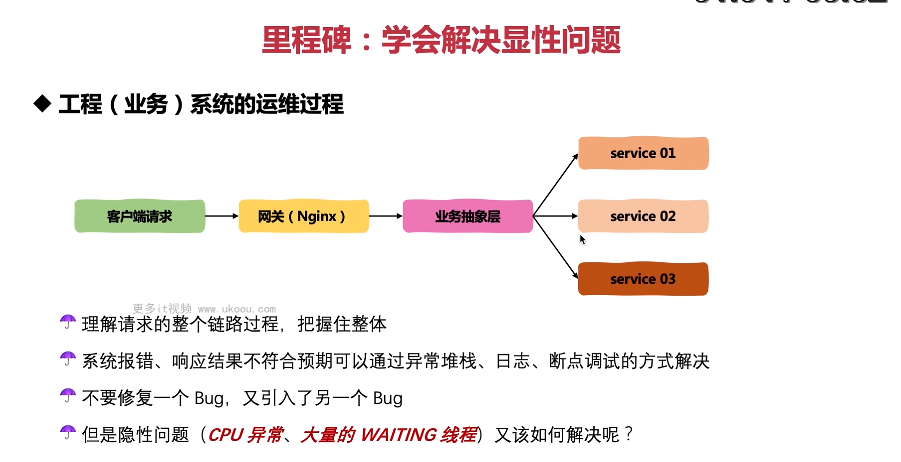 里程碑：学会解决显性问题
◆ 工程（业务）系统的运维过程
service 01
客户端请求
网关（Nginx）
业务抽象层
service 02
service 03
更多it视频 www.ukoou.com
理解请求的整个链路过程，把握住整体
系统报错、响应结果不符合预期可以通过异常堆栈、日志、断点调试的方式解决
不要修复一个 Bug，又引入了另一个 Bug
但是隐性问题（CPU 异常、大量的 WAITING 线程）又该如何解决呢？